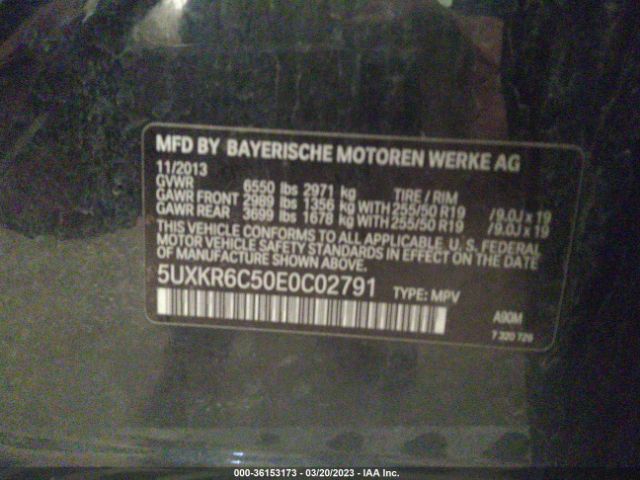 MFD BY BAYERISCHE MOTOREN WERKE AG
11/2013
GVWR 6550 lbs 2971 kg TIRE / RIM
GAWR FRONT 2989 lbs 1356 kg WITH 255/50 R19 /9.0J x 19
GAWR REAR 3699 lbs 1678 kg WITH 255/50 R19 /9.0J x 19
THIS VEHICLE CONFORMS TO ALL APPLICABLE U.S. FEDERAL
MOTOR VEHICLE SAFETY STANDARDS IN EFFECT ON THE DATE OF
MANUFACTURE SHOWN ABOVE.
5UXKR6C50E0C02791 TYPE: MPV
A90M
7 320 729
000-36153173 - 03/20/2023 - IAA Inc.